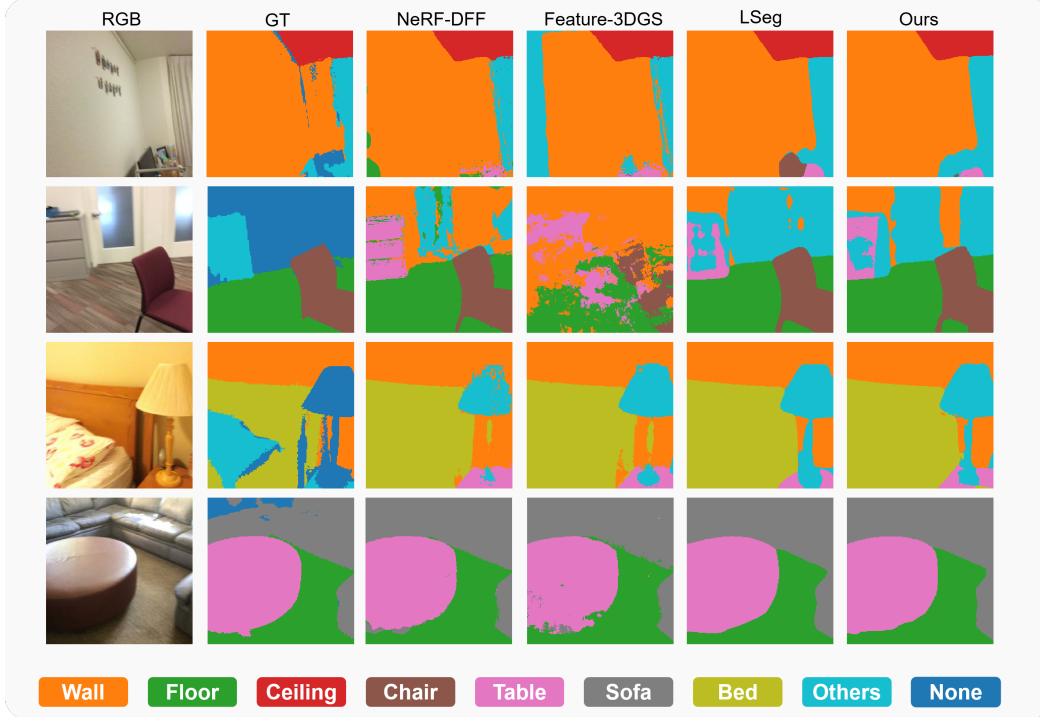 RGB GT NeRF-DFF Feature-3DGS LSeg Ours
Wall Floor Ceiling Chair Table Sofa Bed Others None